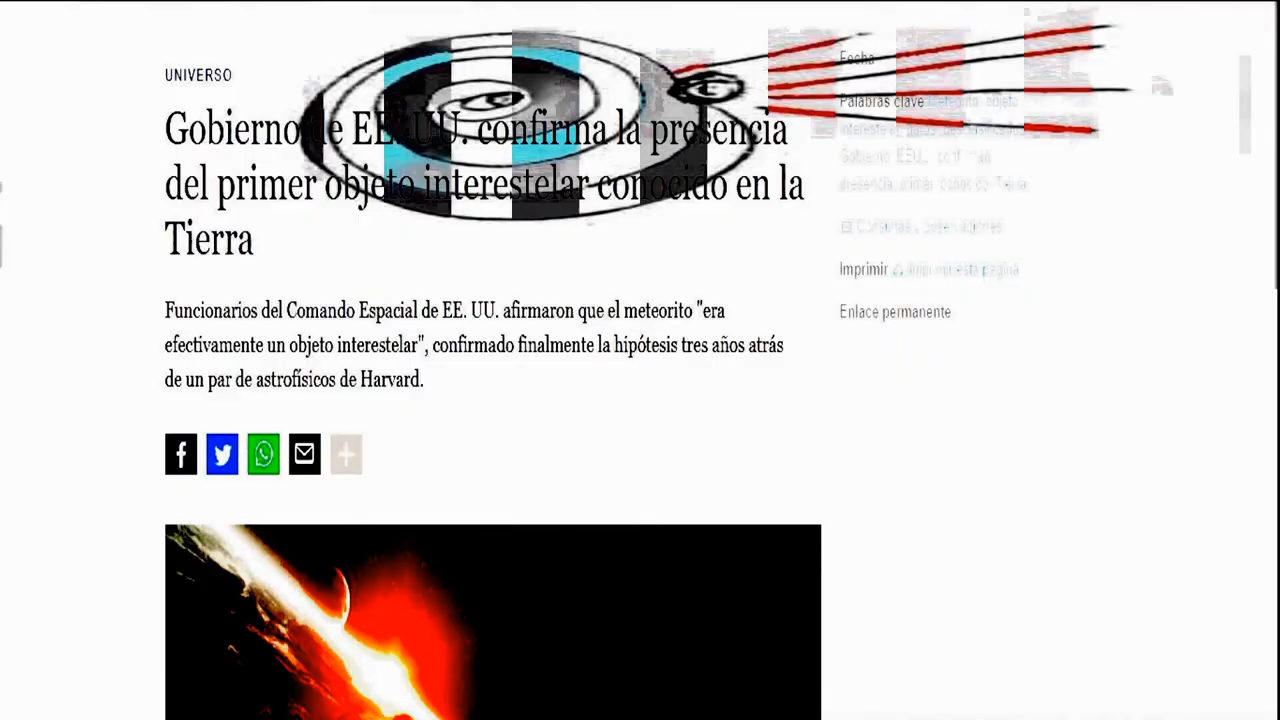 UNIVERSO
Gobierno de EE. UU. confirma la presencia
del primer objeto interestelar conocido en la
Tierra
Funcionarios del Comando Espacial de EE. UU. afirmaron que el meteorito "era
efectivamente un objeto interestelar", confirmado finalmente la hipótesis tres años atrás
de un par de astrofísicos de Harvard.
Fecha
Palabras clave
Imprimir
Enlace permanente